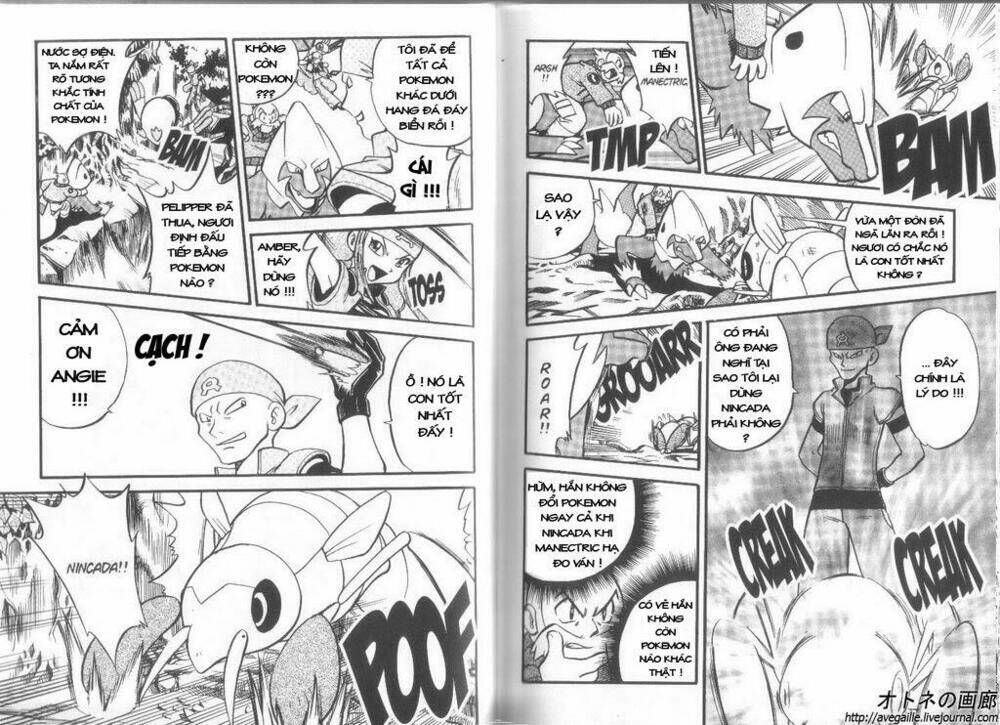 NƯỚC SỢ ĐIỆN.
TA NẮM RẤT
RÕ TƯƠNG
KHẮC TÍNH
CHẤT CỦA
POKEMON !
BAM
PELIPPER ĐÃ
THUA, NGƯƠI
ĐỊNH ĐẤU
TIẾP BẰNG
POKEMON
NÀO ?
KHÔNG
CÒN
POKEMON
???
TÔI ĐÃ ĐỂ
TẤT CẢ
POKEMON
KHÁC DƯỚI
HANG ĐÁ ĐÁY
BIỂN RỒI !
CÁI
GÌ !!!
AMBER,
HÃY
DÙNG
NÓ !!!
TOSS
CẢM
ƠN
ANGIE
!!!
CẠCH !
Ồ ! NÓ LÀ
CON TỐT
NHẤT
ĐẤY !
NINCADA!!
POOF
ARGH
!!
TIẾN
LÊN !
MANECTRIC
TMP
BAM
SAO
LẠ VẬY
?
VỪA MỘT ĐÒN ĐÃ
NGÃ LĂN RA RỒI !
NGƯƠI CÓ CHẮC NÓ
LÀ CON TỐT NHẤT
KHÔNG ?
ROAR!!
GROOARR
HỪM, HẮN KHÔNG
ĐỔI POKEMON
NGAY CẢ KHI
NINCADA KHI
MANECTRIC HẠ
ĐO VÁN !
CÓ VẺ HẮN
KHÔNG
CÒN
POKEMON
NÀO KHÁC
THẬT !
CÓ PHẢI
ÔNG ĐANG
NGHĨ TẠI
SAO TÔI LẠI
DÙNG
NINCADA
PHẢI KHÔNG
?
... ĐÂY
CHÍNH LÀ
LÝ DO !!!
CREAK
CREAK
オトネの画廊
http://avegaille.livejournal.com/